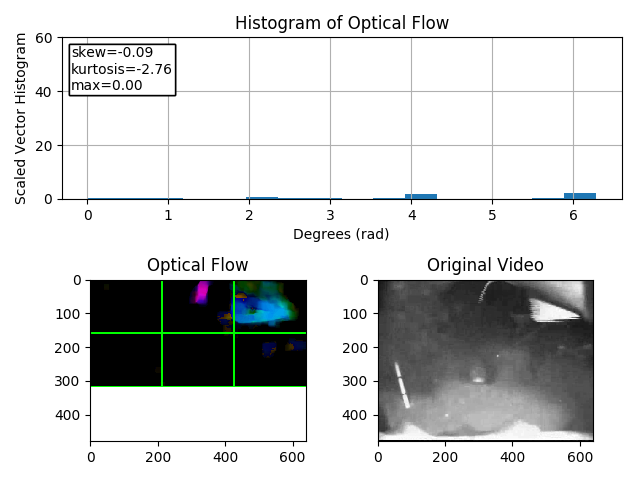 Histogram of Optical Flow
Scaled Vector Histogram
60
40
20
0
skew=-0.09
kurtosis=-2.76
max=0.00
0 1 2 3 4 5 6
Degrees (rad)
Optical Flow
0
100
200
300
400
0 200 400 600
Original Video
0
100
200
300
400
0 200 400 600